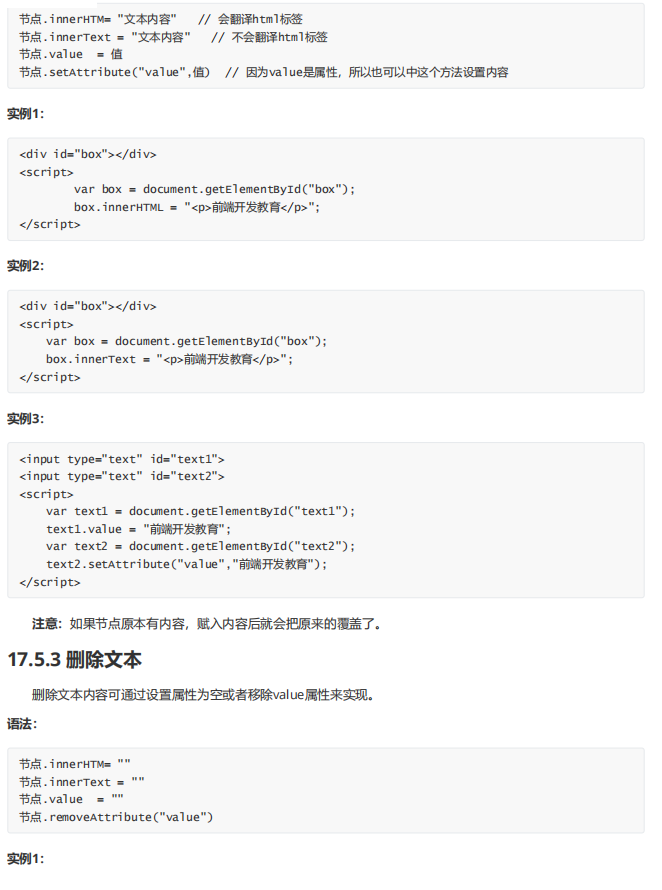 节点.innerHTM= "文本内容"   // 会翻译html标签
节点.innerText = "文本内容"   // 不会翻译html标签
节点.value  = 值
节点.setAttribute("value",值)  // 因为value是属性，所以也可以中这个方法设置内容
实例1：
<div id="box"></div>
<script>
        var box = document.getElementById("box");
        box.innerHTML = "<p>前端开发教育</p>";
</script>
实例2：
<div id="box"></div>
<script>
    var box = document.getElementById("box");
    box.innerText = "<p>前端开发教育</p>";
</script>
实例3：
<input type="text" id="text1">
<input type="text" id="text2">
<script>
    var text1 = document.getElementById("text1");
    text1.value = "前端开发教育";
    var text2 = document.getElementById("text2");
    text2.setAttribute("value","前端开发教育");
</script>
注意：如果节点原本有内容，赋入内容后就会把原来的覆盖了。
17.5.3 删除文本
删除文本内容可通过设置属性为空或者移除value属性来实现。
语法：
节点.innerHTM= ""
节点.innerText = ""
节点.value  = ""
节点.removeAttribute("value")
实例1：